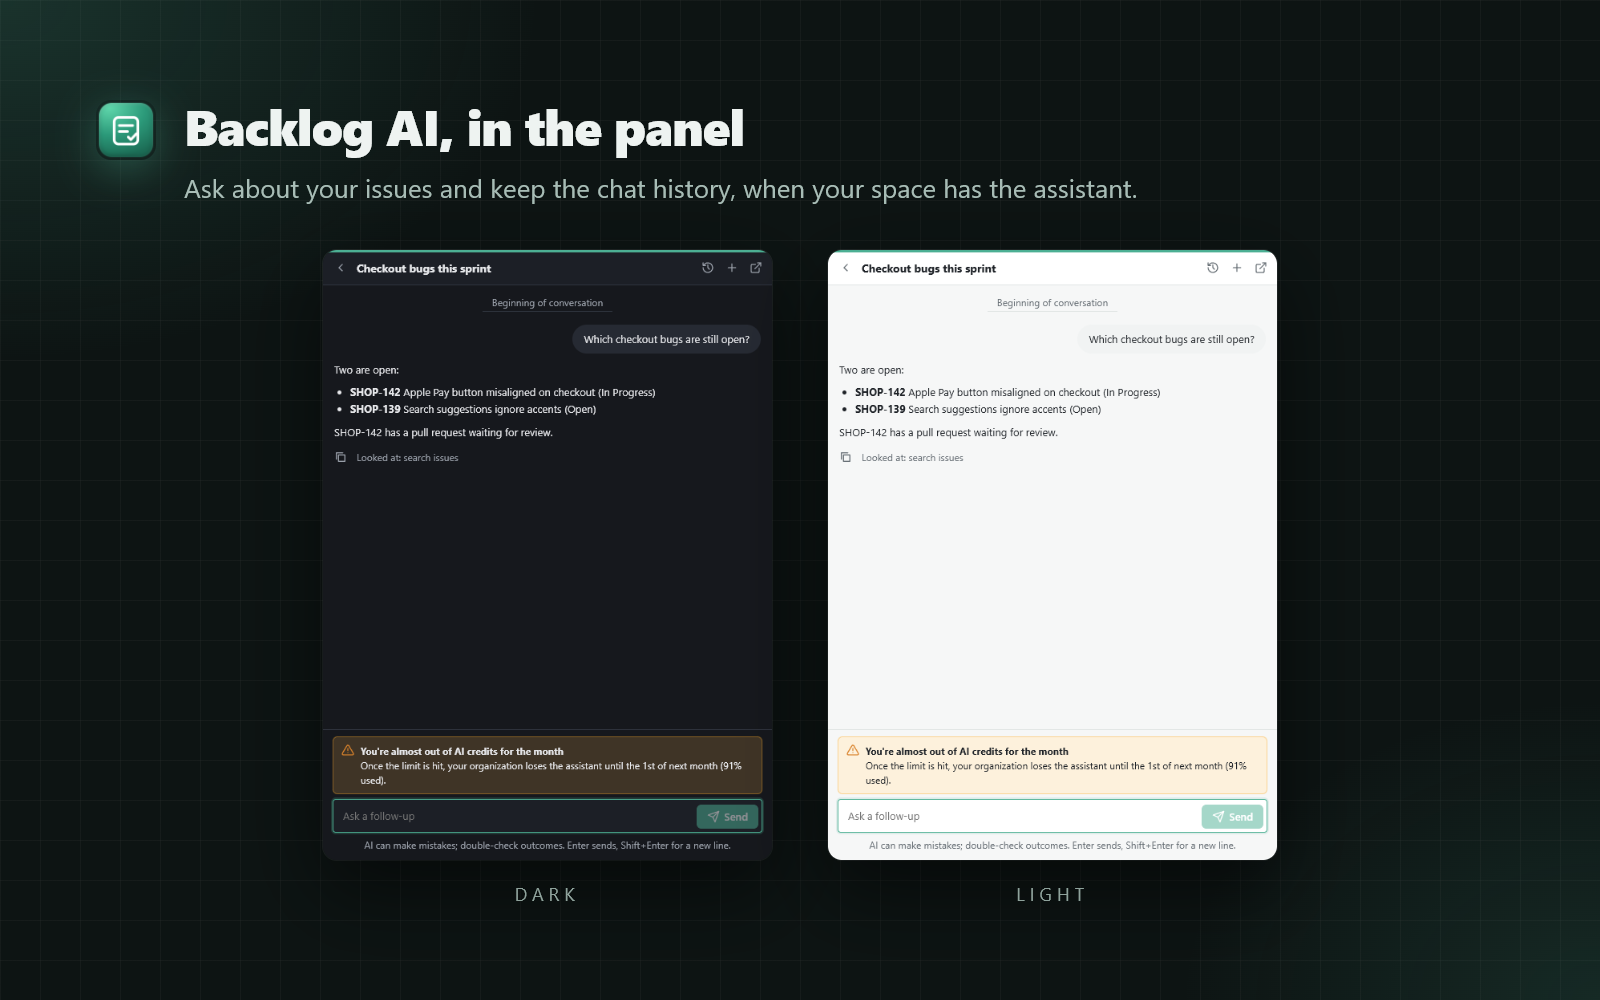 Backlog AI, in the panel
Ask about your issues and keep the chat history, when your space has the assistant.
Checkout bugs this sprint
Beginning of conversation
Which checkout bugs are still open?
Two are open:
• SHOP-142 Apple Pay button misaligned on checkout (In Progress)
• SHOP-139 Search suggestions ignore accents (Open)
SHOP-142 has a pull request waiting for review.
Looked at: search issues
You're almost out of AI credits for the month
Once the limit is hit, your organization loses the assistant until the 1st of next month (91%
used).
Ask a follow-up
Send
AI can make mistakes; double-check outcomes. Enter sends, Shift+Enter for a new line.
DARK
Checkout bugs this sprint
Beginning of conversation
Which checkout bugs are still open?
Two are open:
• SHOP-142 Apple Pay button misaligned on checkout (In Progress)
• SHOP-139 Search suggestions ignore accents (Open)
SHOP-142 has a pull request waiting for review.
Looked at: search issues
You're almost out of AI credits for the month
Once the limit is hit, your organization loses the assistant until the 1st of next month (91%
used).
Ask a follow-up
Send
AI can make mistakes; double-check outcomes. Enter sends, Shift+Enter for a new line.
LIGHT